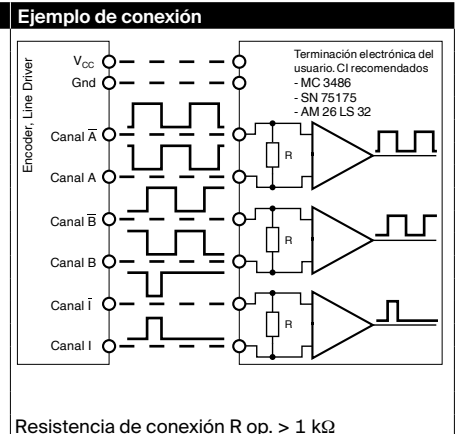 Ejemplo de conexión
Encoder, Line Driver
V_CC
Gnd
Canal A̅
Canal A
Canal B̅
Canal B
Canal I̅
Canal I
Terminación electrónica del
usuario. CI recomendados
- MC 3486
- SN 75175
- AM 26 LS 32
R
R
R
Resistencia de conexión R op. > 1 kΩ